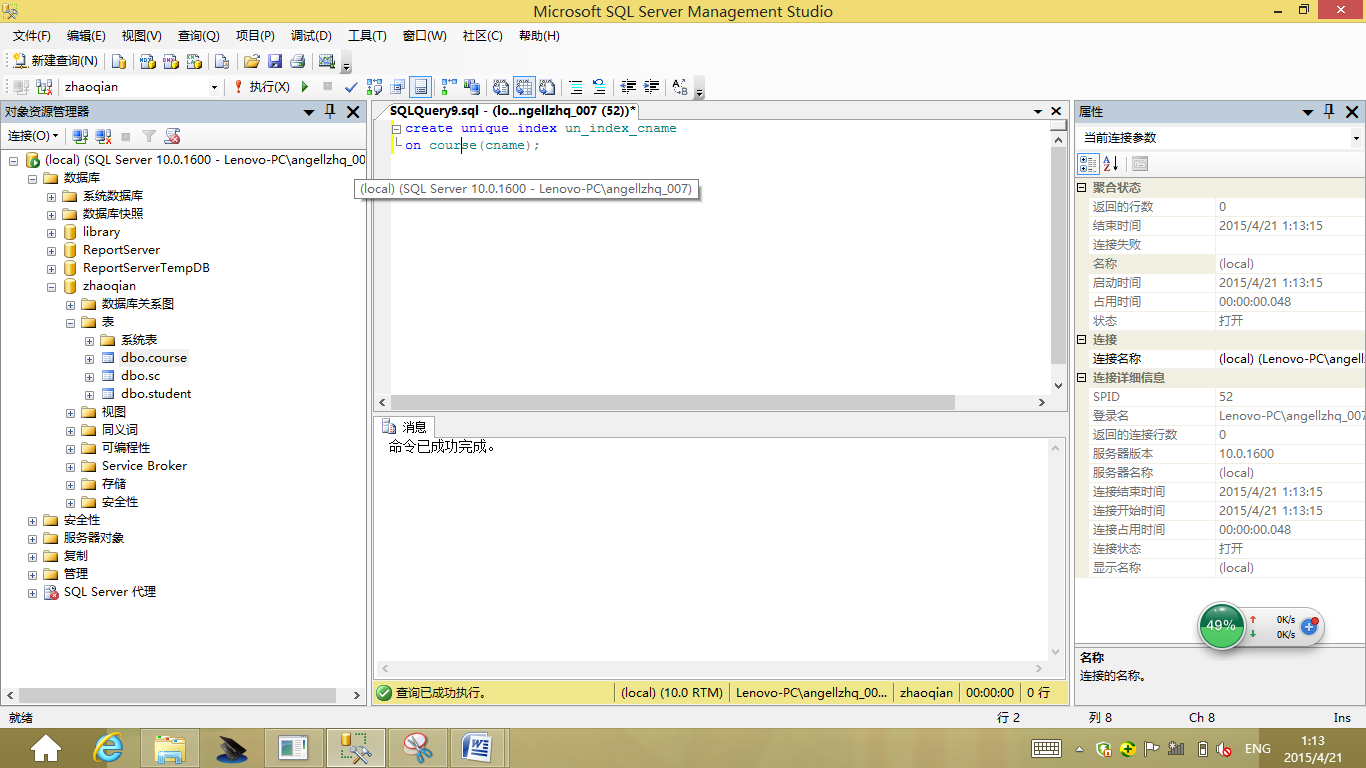 Microsoft SQL Server Management Studio
文件(F) 编辑(E) 视图(V) 查询(Q) 项目(P) 调试(D) 工具(T) 窗口(W) 社区(C) 帮助(H)
新建查询(N)
zhaoqian 执行(X)
对象资源管理器
连接(O)
(local) (SQL Server 10.0.1600 - Lenovo-PC\angellzhq_00
数据库
系统数据库
数据库快照
library
ReportServer
ReportServerTempDB
zhaoqian
数据库关系图
表
系统表
dbo.course
dbo.sc
dbo.student
视图
同义词
可编程性
Service Broker
存储
安全性
安全性
服务器对象
复制
管理
SQL Server 代理
SQLQuery9.sql - (lo...ngellzhq_007 (52))*
create unique index un_index_cname
on course(cname);
(local) (SQL Server 10.0.1600 - Lenovo-PC\angellzhq_007)
消息
命令已成功完成。
查询已成功执行。 (local) (10.0 RTM) Lenovo-PC\angellzhq_00... zhaoqian 00:00:00 0 行
属性
当前连接参数
聚合状态
返回的行数 0
结束时间 2015/4/21 1:13:15
连接失败
名称 (local)
启动时间 2015/4/21 1:13:15
占用时间 00:00:00.048
状态 打开
连接
连接名称 (local) (Lenovo-PC\angell
连接详细信息
SPID 52
登录名 Lenovo-PC\angellzhq_007
返回的连接行数 0
服务器版本 10.0.1600
服务器名称 (local)
连接结束时间 2015/4/21 1:13:15
连接开始时间 2015/4/21 1:13:15
连接占用时间 00:00:00.048
连接状态 打开
显示名称 (local)
49% 0K/s
0K/s
名称
连接的名称。
就绪 行 2 列 8 Ch 8 Ins
ENG 1:13
2015/4/21